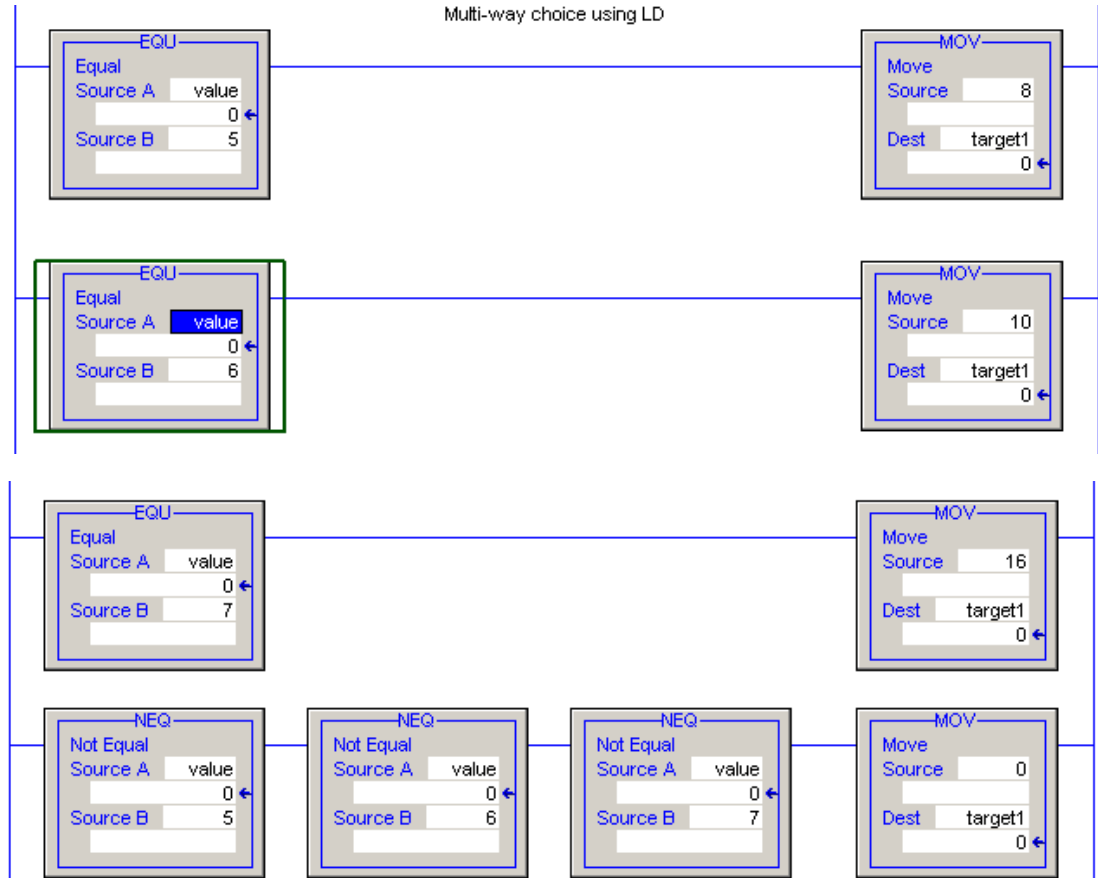 Multi-way choice using LD
EQU MOV
Equal Move
Source A value Source 8
0
Source B 5 Dest target1
0
EQU MOV
Equal Move
Source A value Source 10
0
Source B 6 Dest target1
0
EQU MOV
Equal Move
Source A value Source 16
0
Source B 7 Dest target1
0
NEQ NEQ NEQ MOV
Not Equal Not Equal Not Equal Move
Source A value Source A value Source A value Source 0
0 0 0
Source B 5 Source B 6 Source B 7 Dest target1
0